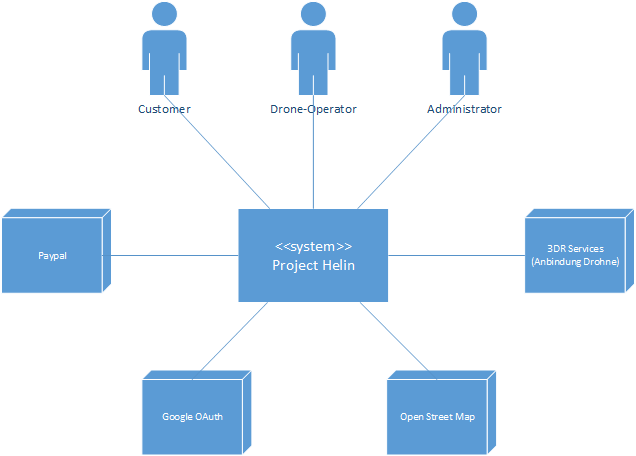 Customer
Drone-Operator
Administrator
<<system>>
Project Helin
Paypal
3DR Services
(Anbindung Drohne)
Google OAuth
Open Street Map